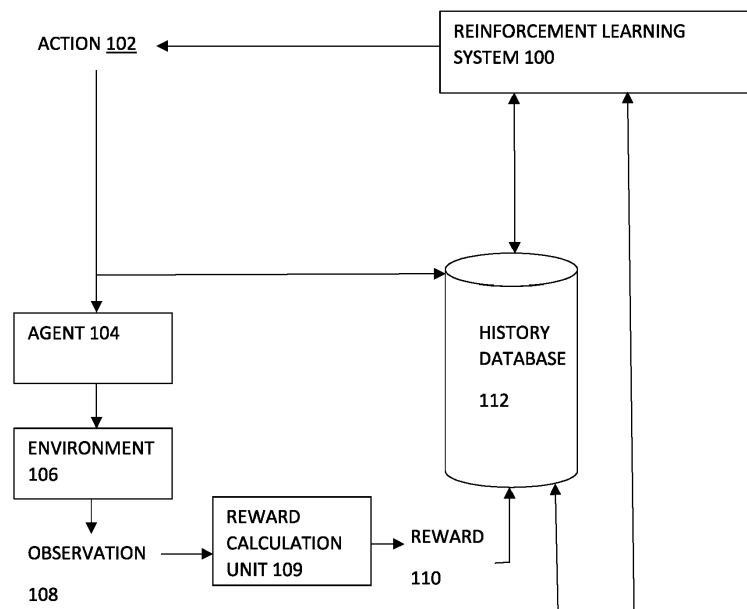 ACTION 102
REINFORCEMENT LEARNING
SYSTEM 100
AGENT 104
HISTORY
DATABASE
112
ENVIRONMENT
106
REWARD
CALCULATION
UNIT 109
REWARD
110
OBSERVATION
108